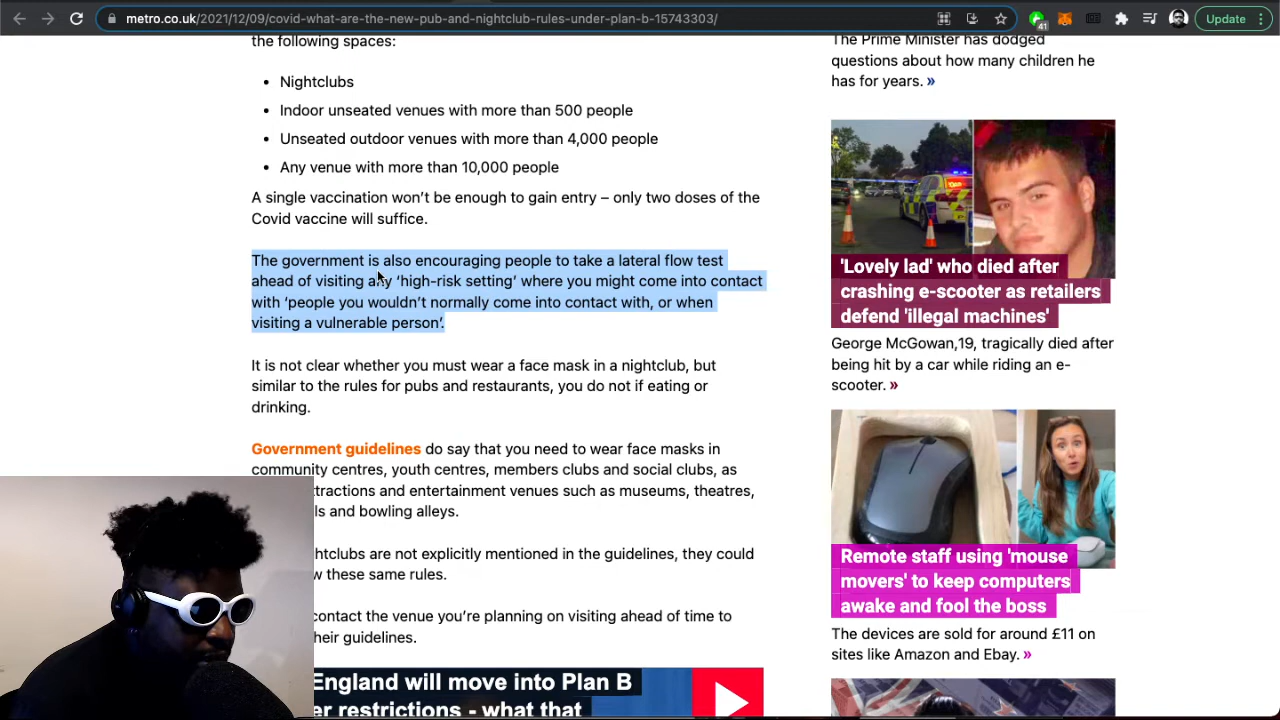 metro.co.uk/2021/12/09/covid-what-are-the-new-pub-and-nightclub-rules-under-plan-b-15743303/
41
Update
the following spaces:
• Nightclubs
• Indoor unseated venues with more than 500 people
• Unseated outdoor venues with more than 4,000 people
• Any venue with more than 10,000 people
A single vaccination won’t be enough to gain entry – only two doses of the
Covid vaccine will suffice.
The government is also encouraging people to take a lateral flow test
ahead of visiting any ‘high-risk setting’ where you might come into contact
with ‘people you wouldn’t normally come into contact with, or when
visiting a vulnerable person’.
It is not clear whether you must wear a face mask in a nightclub, but
similar to the rules for pubs and restaurants, you do not if eating or
drinking.
Government guidelines do say that you need to wear face masks in
community centres, youth centres, members clubs and social clubs, as
ttractions and entertainment venues such as museums, theatres,
ls and bowling alleys.
htclubs are not explicitly mentioned in the guidelines, they could
w these same rules.
contact the venue you’re planning on visiting ahead of time to
heir guidelines.
England will move into Plan B
er restrictions - what that
The Prime Minister has dodged
questions about how many children he
has for years. »
'Lovely lad' who died after
crashing e-scooter as retailers
defend 'illegal machines'
George McGowan,19, tragically died after
being hit by a car while riding an e-
scooter. »
Remote staff using 'mouse
movers' to keep computers
awake and fool the boss
The devices are sold for around £11 on
sites like Amazon and Ebay. »